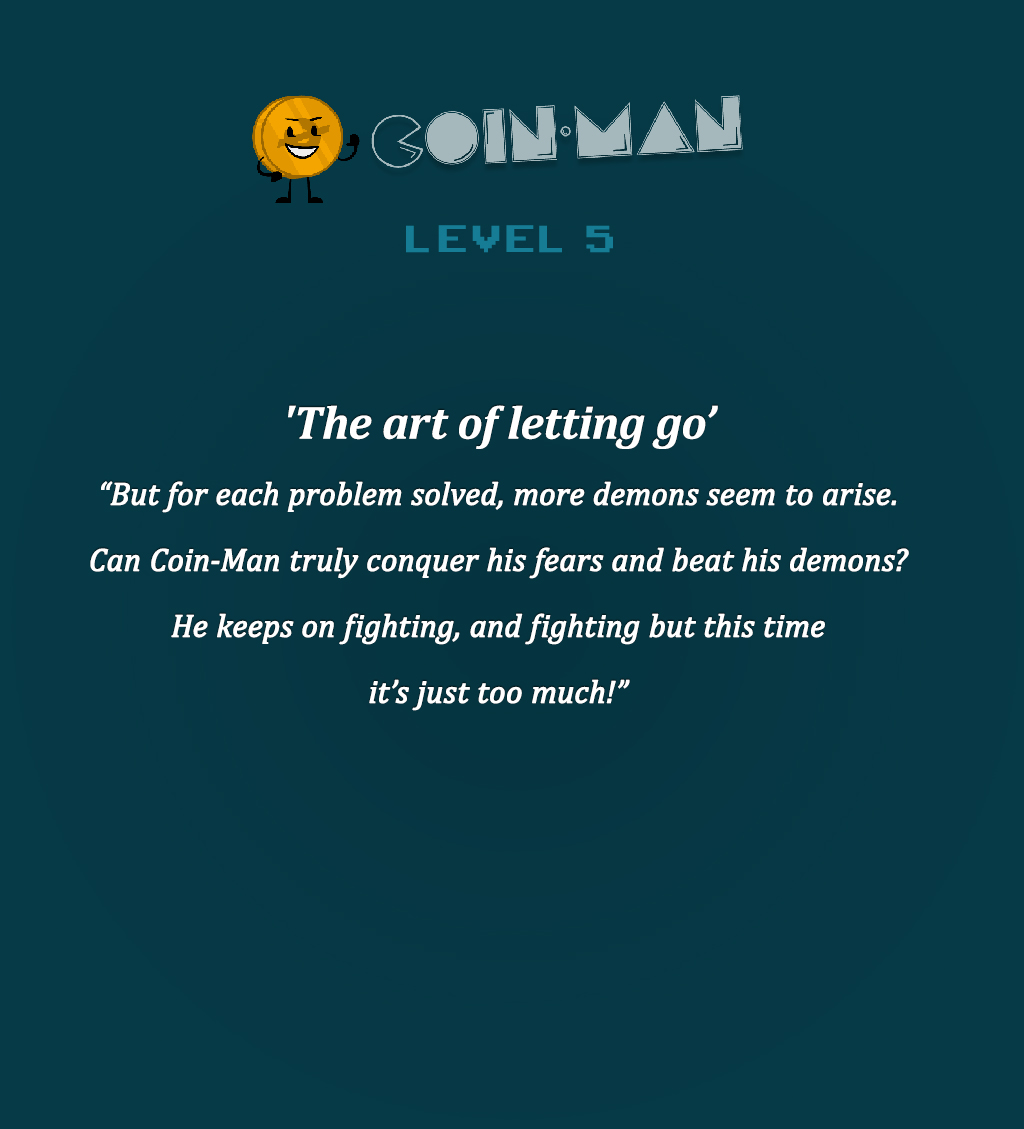 COIN•MAN
LEVEL 5
'The art of letting go’
“But for each problem solved, more demons seem to arise.
Can Coin-Man truly conquer his fears and beat his demons?
He keeps on fighting, and fighting but this time
it’s just too much!”